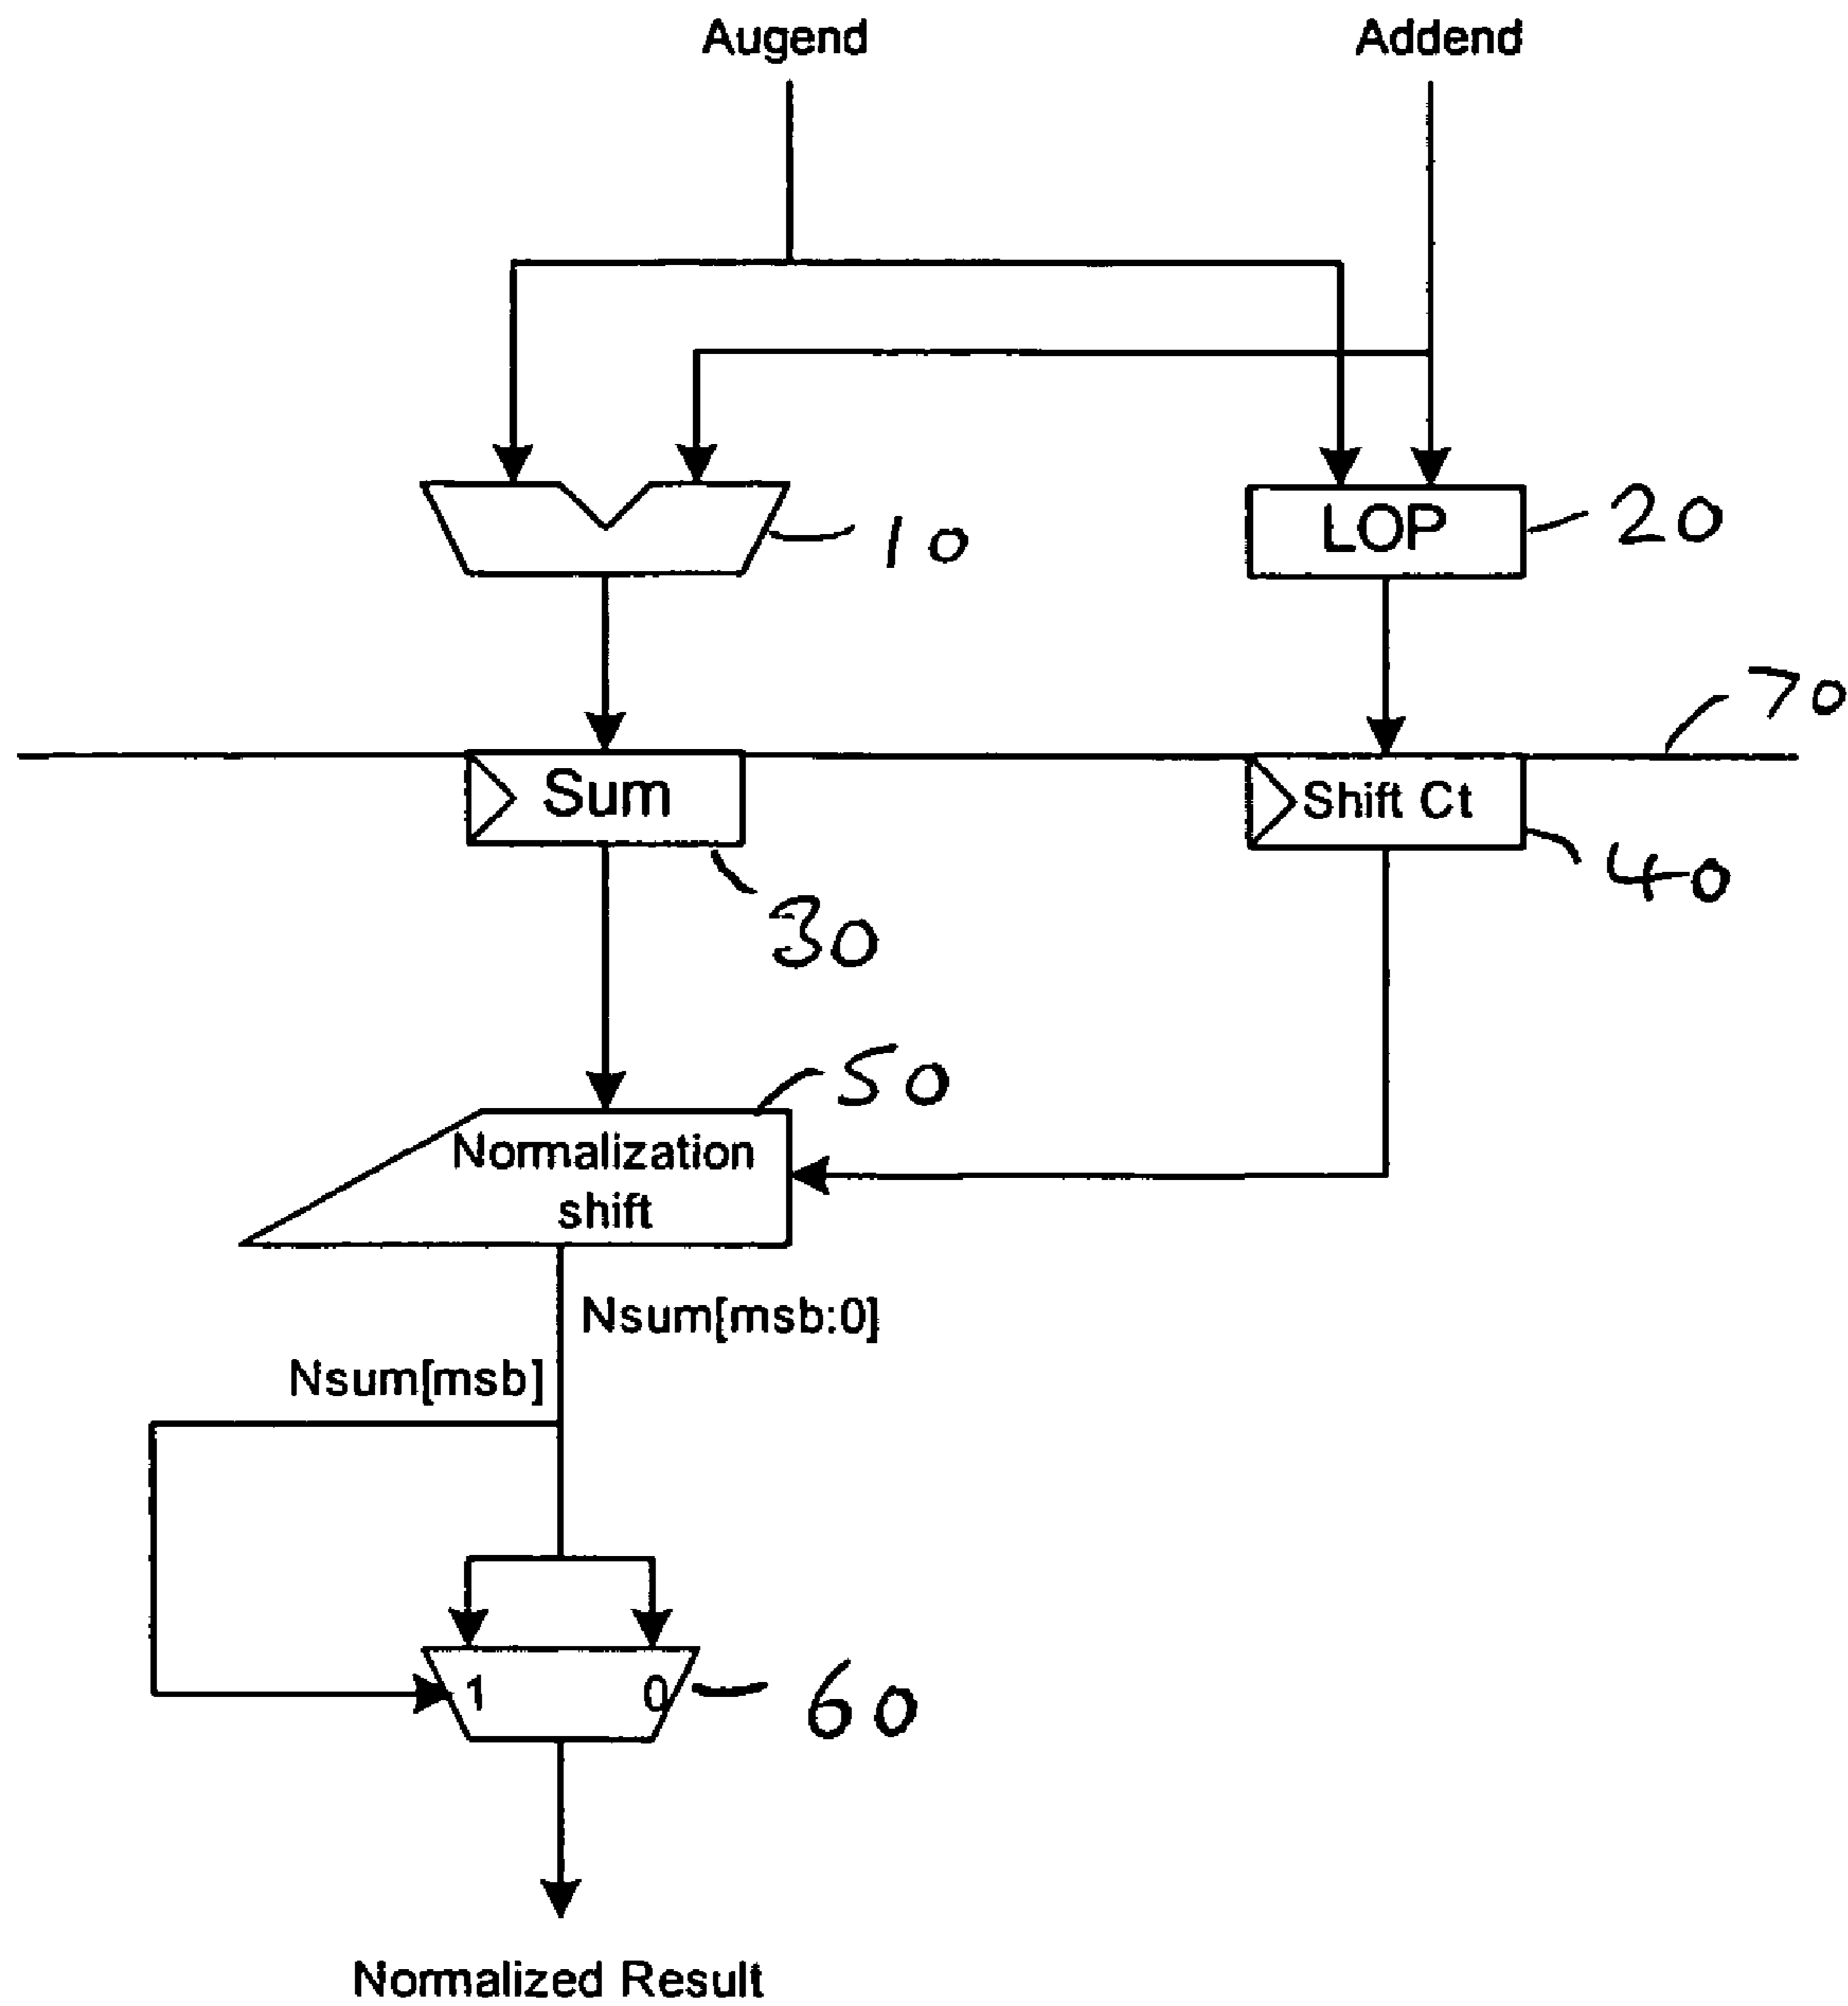 Augend
Addend
10
LOP
20
70
Sum
Shift Ct
30
40
50
Normalization
shift
Nsum[msb:0]
Nsum[msb]
1
0
60
Normalized Result